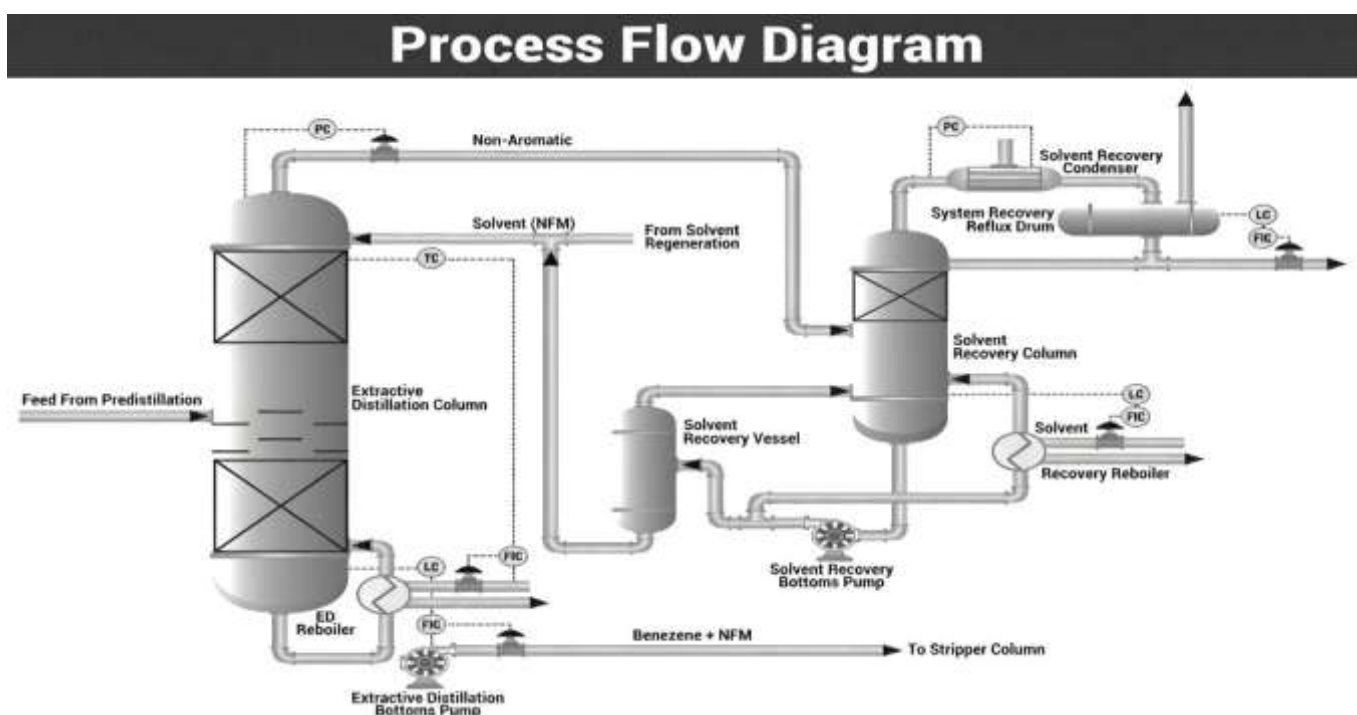 Process Flow Diagram
PC
Non-Aromatic
PC
Solvent Recovery
Condenser
Solvent (NFM)
From Solvent
Regeneration
System Recovery
Reflux Drum
LC
FIC
TC
Solvent
Recovery Column
Feed From Predistillation
Extractive
Distillation Column
LC
FIC
Solvent
Recovery Vessel
Solvent
Recovery Reboiler
FIC
LC
Solvent Recovery
Bottoms Pump
ED
Reboiler
FIC
Benezene + NFM
To Stripper Column
Extractive Distillation
Bottoms Pump